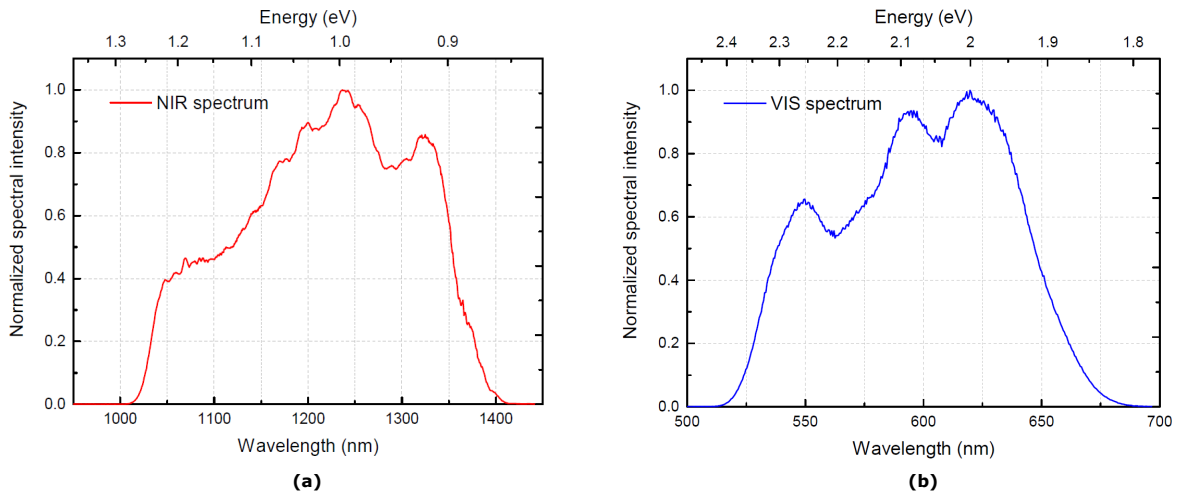 Energy (eV)
1.3 1.2 1.1 1.0 0.9
1.0
0.8
0.6
0.4
0.2
0.0
Normalized spectral intensity
NIR spectrum
1000 1100 1200 1300 1400
Wavelength (nm)
(a)
Energy (eV)
2.4 2.3 2.2 2.1 2 1.9 1.8
1.0
0.8
0.6
0.4
0.2
0.0
Normalized spectral intensity
VIS spectrum
500 550 600 650 700
Wavelength (nm)
(b)